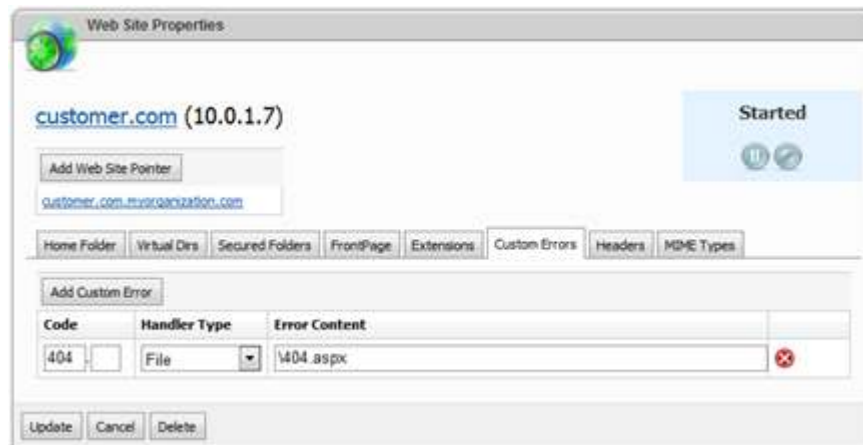 Web Site Properties
customer.com (10.0.1.7)
Started
Add Web Site Pointer
customer.com.myorganization.com
Home Folder Virtual Dirs Secured Folders FrontPage Extensions Custom Errors Headers MIME Types
Add Custom Error
Code Handler Type Error Content
404 . File \404.aspx
Update Cancel Delete